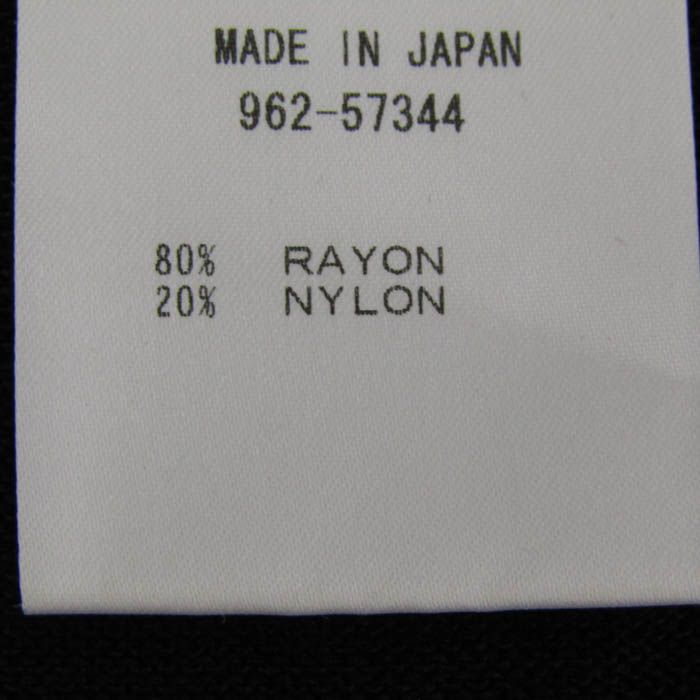 MADE IN JAPAN
962-57344
80% RAYON
20% NYLON